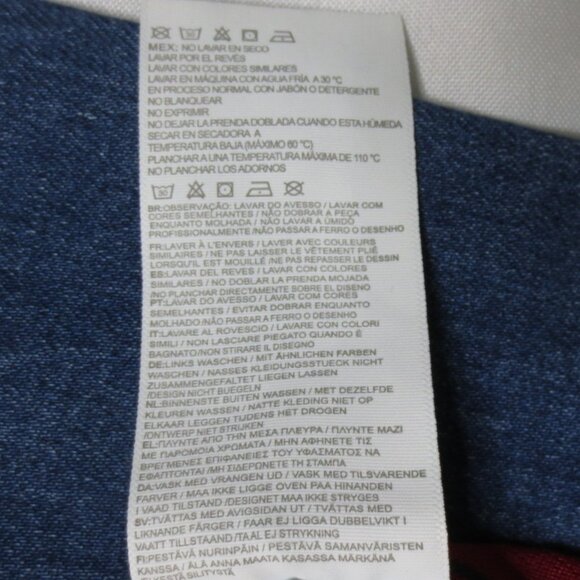 MEX: NO LAVAR EN SECO
LAVAR POR EL REVES
LAVAR CON COLORES SIMILARES
LAVAR EN MÁQUINA CON AGUA FRÍA A 30 °C
EN PROCESO NORMAL CON JABÓN O DETERGENTE
NO BLANQUEAR
NO EXPRIMIR
NO DEJAR LA PRENDA DOBLADA CUANDO ESTA HÚMEDA
SECAR EN SECADORA A
TEMPERATURA BAJA (MÁXIMO 60 °C)
PLANCHAR A UNA TEMPERATURA MÁXIMA DE 110 °C
NO PLANCHAR LOS ADORNOS
30
BR:OBSERVAÇÃO: LAVAR DO AVESSO / LAVAR COM
CORES SEMELHANTES / NÃO DOBRAR A PEÇA
ENQUANTO MOLHADA / NÃO LAVAR A ÚMIDO
PROFISSIONALMENTE /NÃO PASSAR A FERRO O DESENHO
FR:LAVER À L'ENVERS / LAVER AVEC COULEURS
SIMILAIRES / NE PAS LAISSER LE VÊTEMENT PLIÉ
LORSQU'IL EST MOUILLÉ /NE PAS REPASSER LE DESSIN
ES:LAVAR DEL REVES / LAVAR CON COLORES
SIMILARES / NO DOBLAR LA PRENDA MOJADA
/NO PLANCHAR DIRECTAMENTE SOBRE EL DISENO
PT:LAVAR DO AVESSO / LAVAR COM CORES
SEMELHANTES / EVITAR DOBRAR ENQUANTO
MOLHADO /NÃO PASSAR A FERRO O DESENHO
IT:LAVARE AL ROVESCIO / LAVARE CON COLORI
SIMILI / NON LASCIARE PIEGATO QUANDO È
BAGNATO/NON STIRARE IL DISEGNO
DE:LINKS WASCHEN / MIT ÄHNLICHEN FARBEN
WASCHEN / NASSES KLEIDUNGSSTUECK NICHT
ZUSAMMENGEFALTET LIEGEN LASSEN
/DESIGN NICHT BUEGELN
NL:BINNENSTE BUITEN WASSEN / MET DEZELFDE
KLEUREN WASSEN / NATTE KLEDING NIET OP
ELKAAR LEGGEN TIJDENS HET DROGEN
/ONTWERP NIET STRIJKEN
EL:ΠΛΥΝΤΕ ΑΠΟ ΤΗΝ ΜΕΣΑ ΠΛΕΥΡΑ / ΠΛΥΝΤΕ ΜΑΖΙ
ΜΕ ΠΑΡΟΜΟΙΑ ΧΡΩΜΑΤΑ / ΜΗΝ ΑΦΗΝΕΤΕ ΤΙΣ
ΒΡΕΓΜΕΝΕΣ ΕΠΙΦΑΝΕΙΕΣ ΤΟΥ ΥΦΑΣΜΑΤΟΣ ΝΑ
ΕΦΑΠΤΟΝΤΑΙ /ΜΗ ΣΙΔΕΡΩΝΕΤΕ ΤΗ ΣΤΑΜΠΑ
DA:VASK MED VRANGEN UD / VASK MED TILSVARENDE
FARVER / MAA IKKE LIGGE OVEN PAA HINANDEN
I VAAD TILSTAND /DESIGNET MAA IKKE STRYGES
SV:TVÄTTAS MED AVIGSIDAN UT / TVÄTTAS MED
LIKNANDE FÄRGER / FAAR EJ LIGGA DUBBELVIKT I
VAATT TILLSTAAND /TAAL EJ STRYKNING
FI:PESTÄVÄ NURINPÄIN / PESTÄVÄ SAMANVÄRISTEN
KANSSA / ÄLÄ ANNA MAATA KASASSA MÄRKÄNÄ